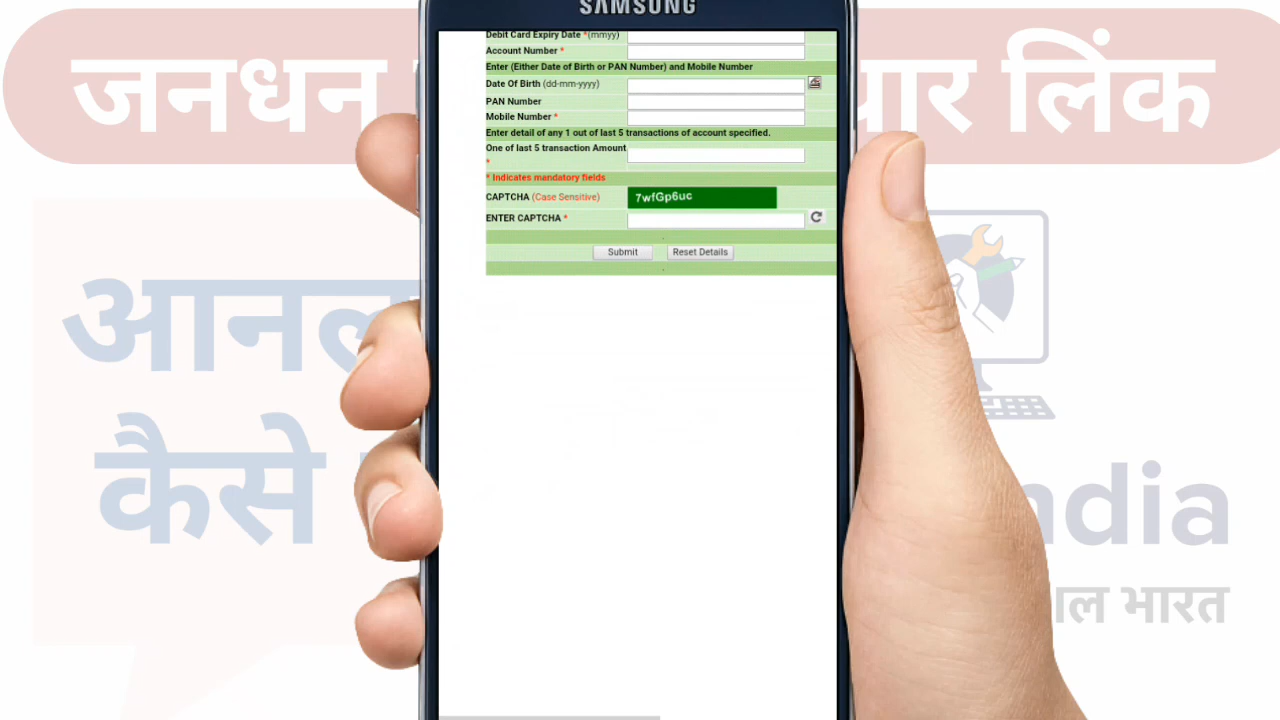 SAMSUNG
जनधन
लिंक
Debit Card Expiry Date *(mmyy)
Account Number *
Enter (Either Date of Birth or PAN Number) and Mobile Number
Date Of Birth (dd-mm-yyyy)
PAN Number
Mobile Number *
Enter detail of any 1 out of last 5 transactions of account specified.
One of last 5 transaction Amount
*
* Indicates mandatory fields
CAPTCHA (Case Sensitive) 7wfGp6uc
ENTER CAPTCHA *
Submit Reset Details
कैसे
भारत